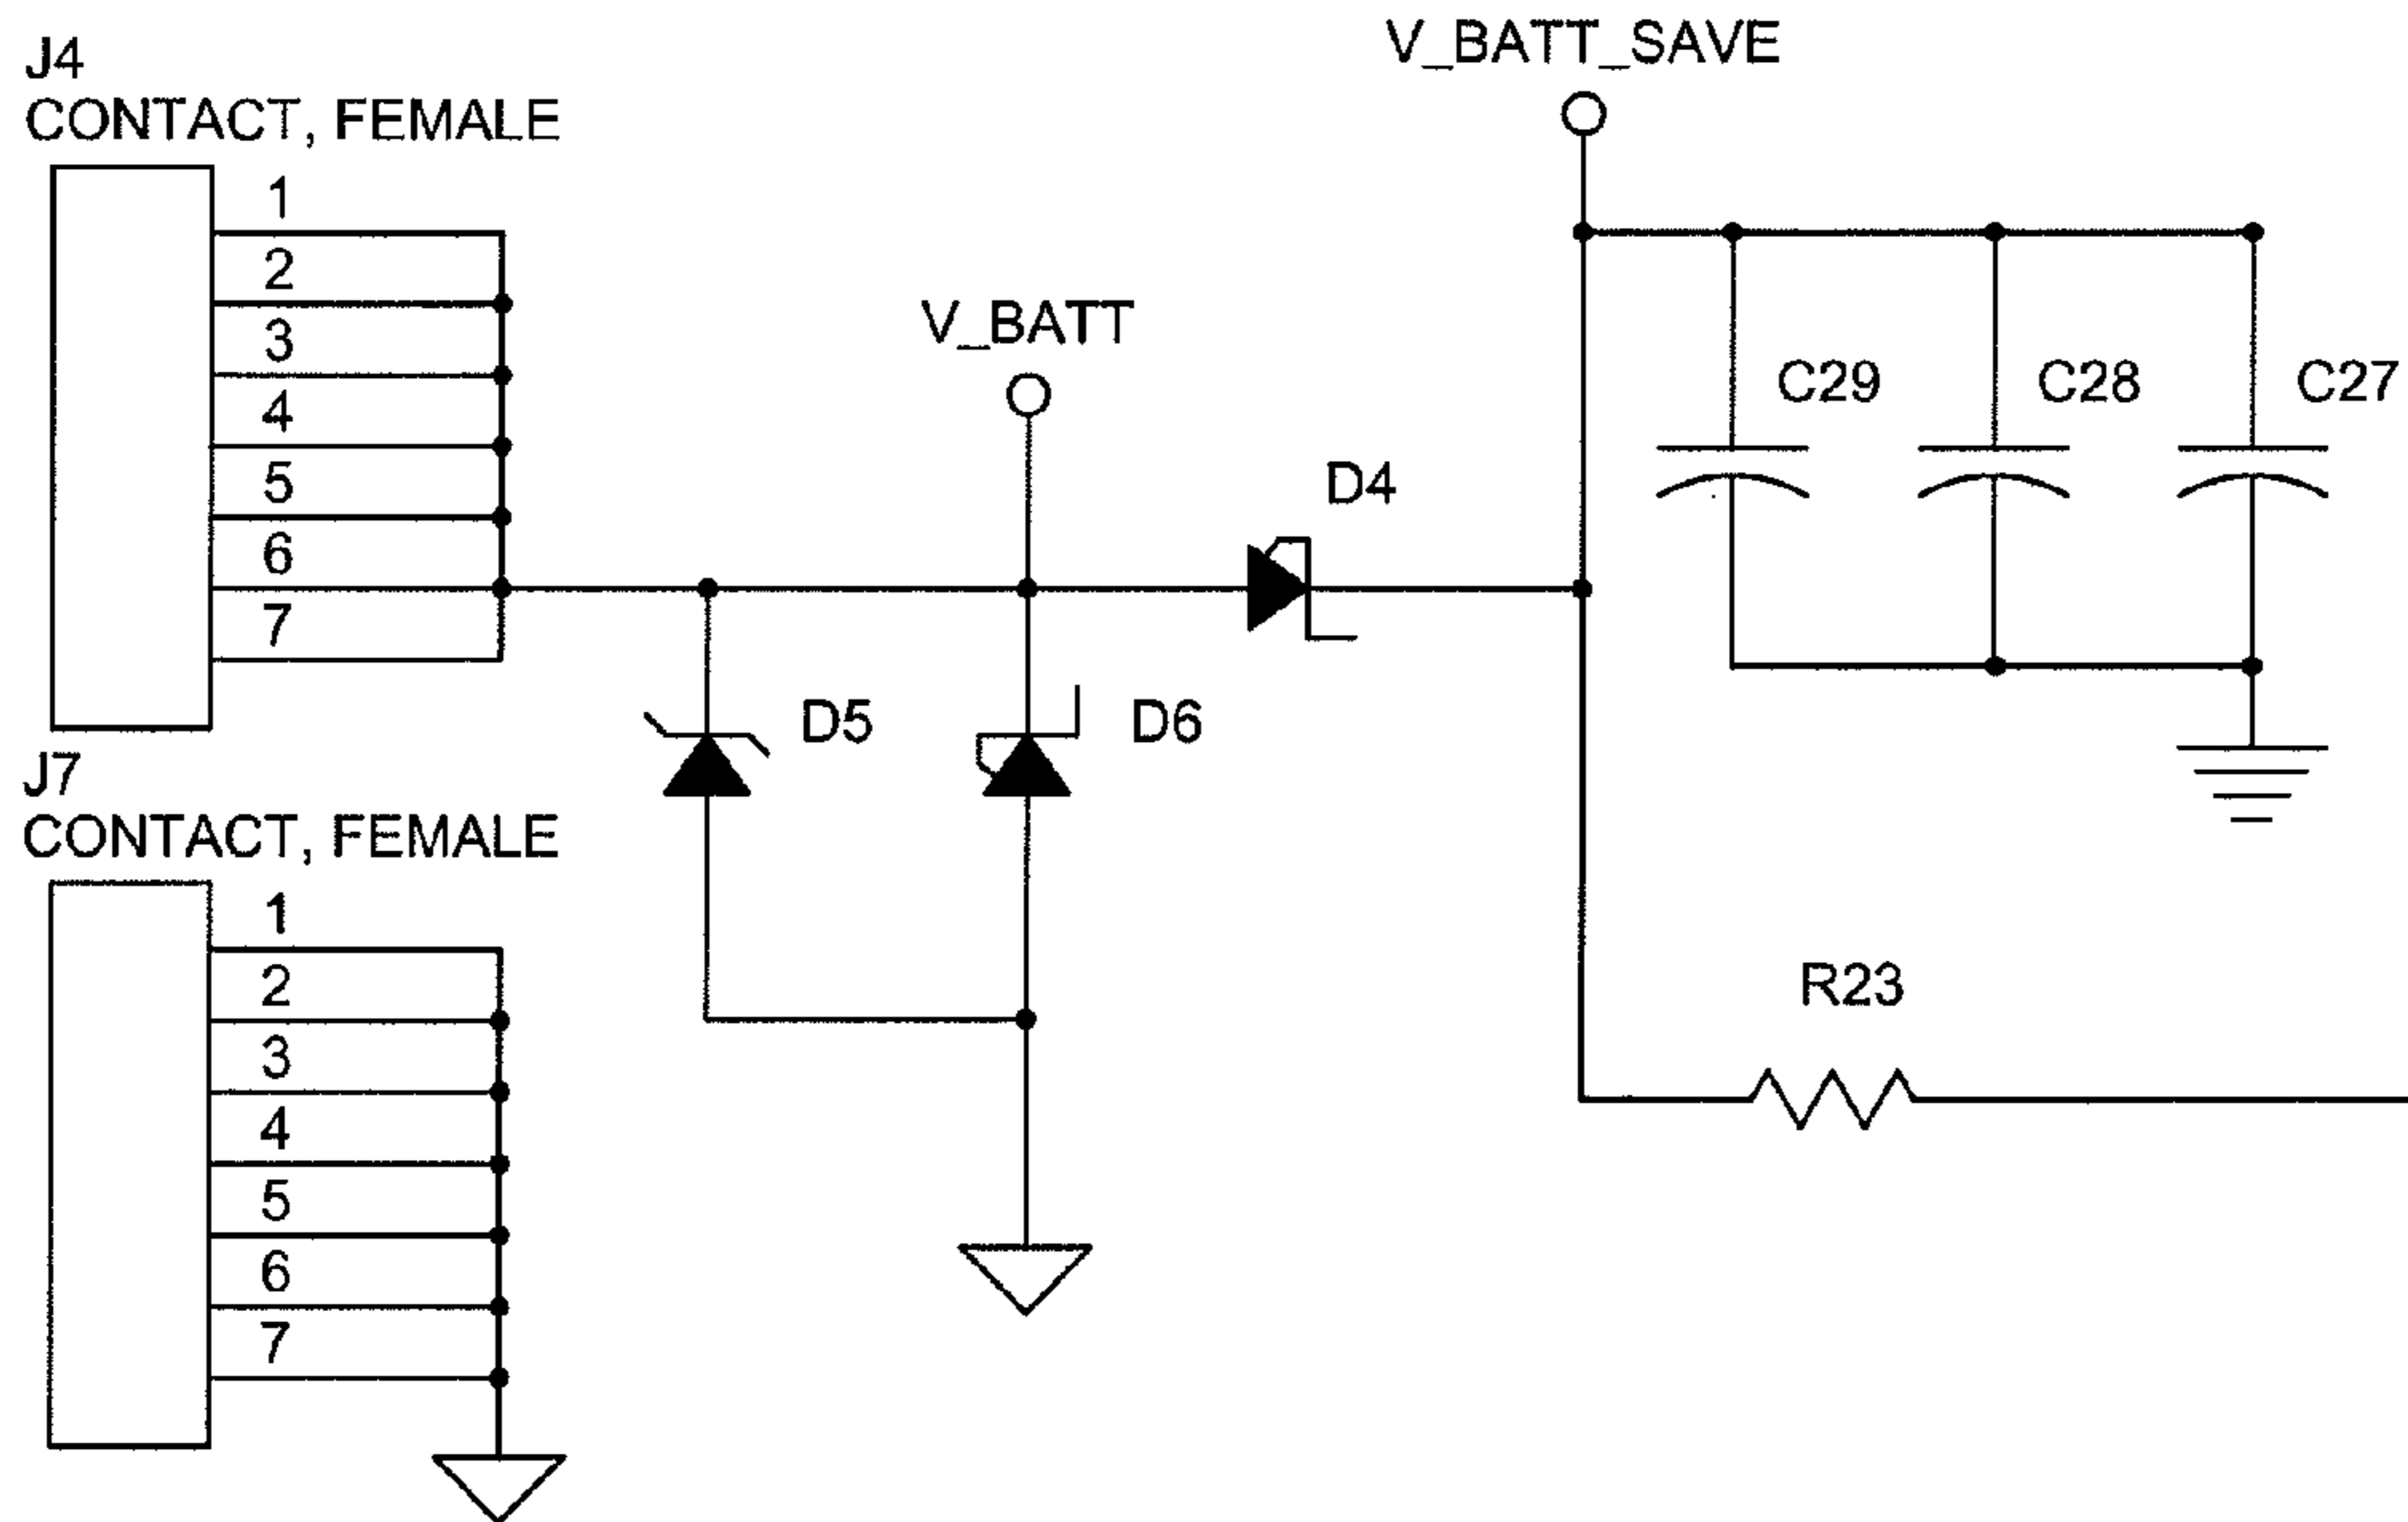 J4
CONTACT, FEMALE
1
2
3
4
5
6
7
V_BATT
V_BATT_SAVE
C29
C28
C27
D4
D5
D6
J7
CONTACT, FEMALE
1
2
3
4
5
6
7
R23